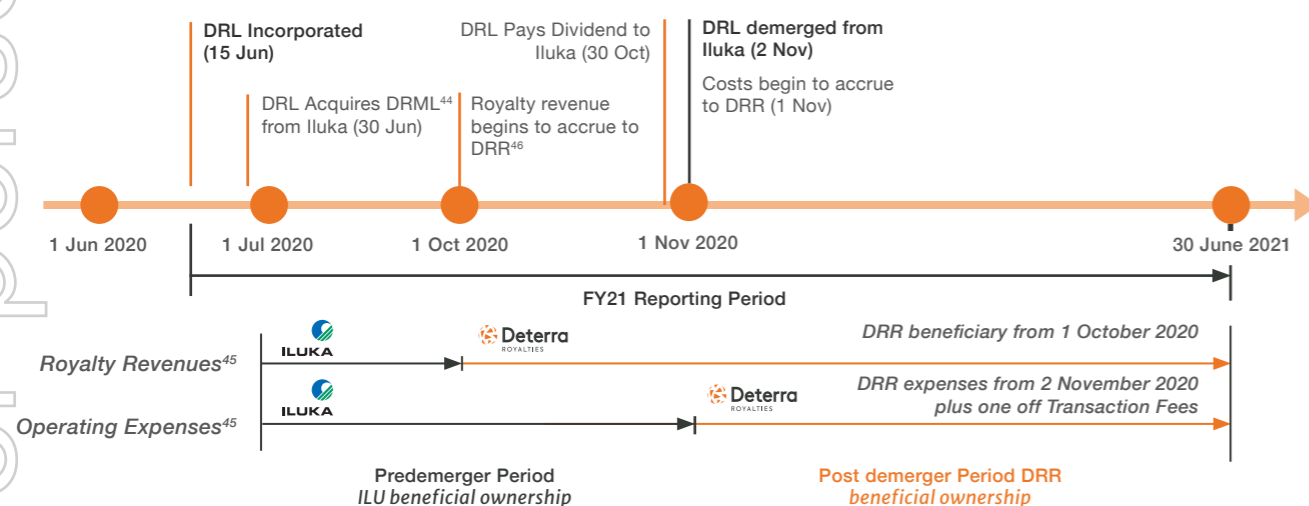 DRL Incorporated
(15 Jun)
DRL Acquires DRML44
from Iluka (30 Jun)
Royalty revenue
begins to accrue to
DRR46
DRL Pays Dividend to
Iluka (30 Oct)
DRL demerged from
Iluka (2 Nov)
Costs begin to accrue
to DRR (1 Nov)
1 Jun 2020
1 Jul 2020
1 Oct 2020
1 Nov 2020
30 June 2021
FY21 Reporting Period
Royalty Revenues45
ILUKA
Deterra
ROYALTIES
DRR beneficiary from 1 October 2020
Operating Expenses45
ILUKA
Deterra
ROYALTIES
DRR expenses from 2 November 2020
plus one off Transaction Fees
Predemerger Period
ILU beneficial ownership
Post demerger Period DRR
beneficial ownership